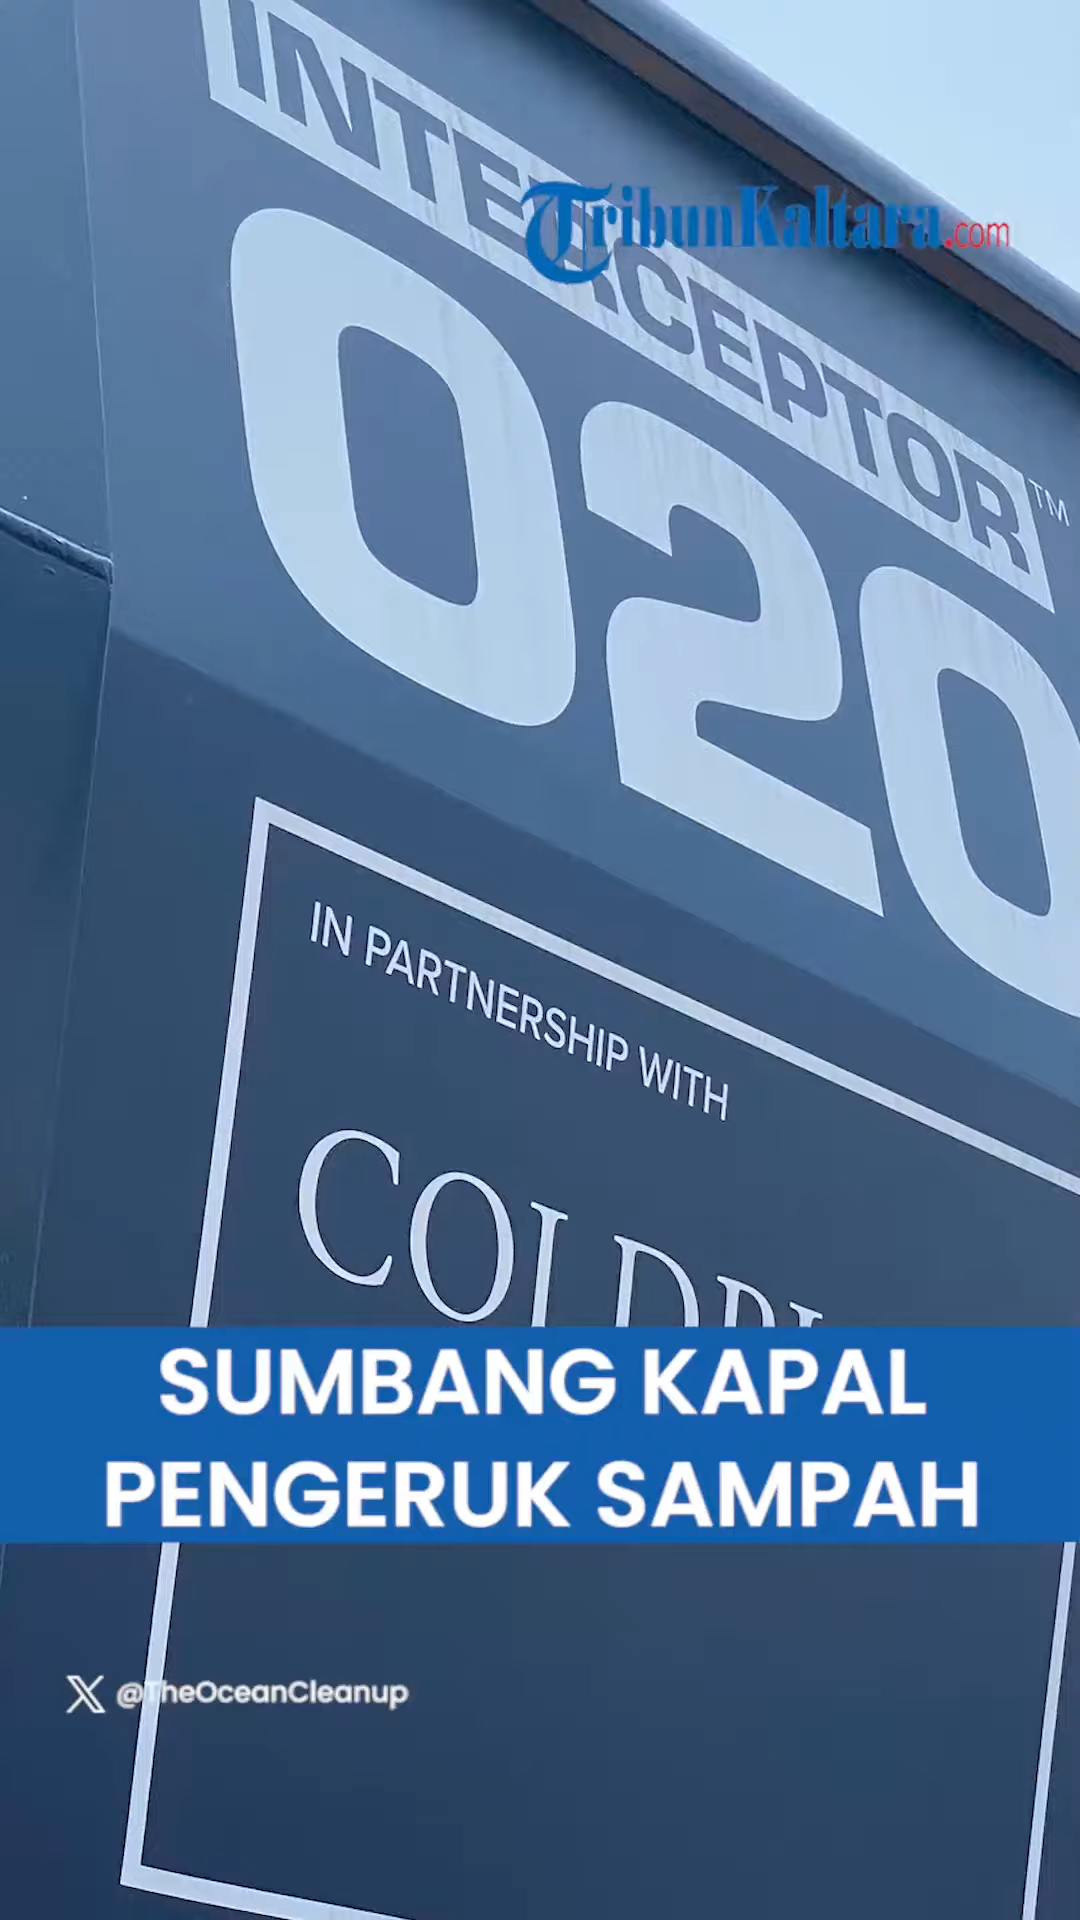 INTERCEPTOR™
TribunKaltara.com
020
IN PARTNERSHIP WITH
SUMBANG KAPAL
PENGERUK SAMPAH
X @TheOceanCleanup